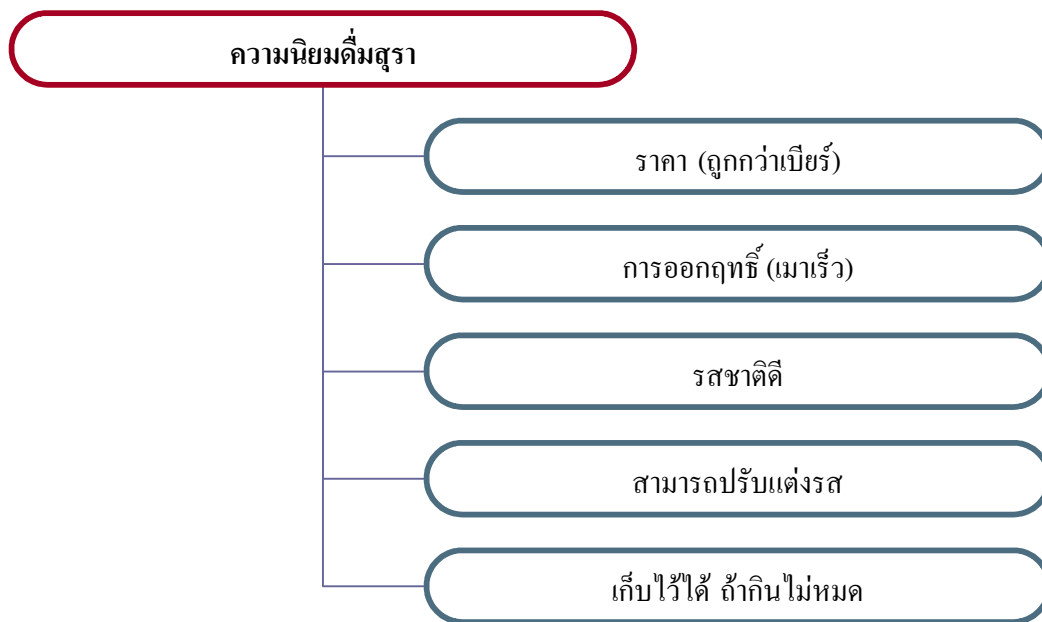 ความนิยมดื่มสุรา
ราคา (ถูกกว่าเบียร์)
การออกฤทธิ์ (เมาเร็ว)
รสชาติดี
สามารถปรับแต่งรส
เก็บไว้ได้ ถ้ากินไม่หมด